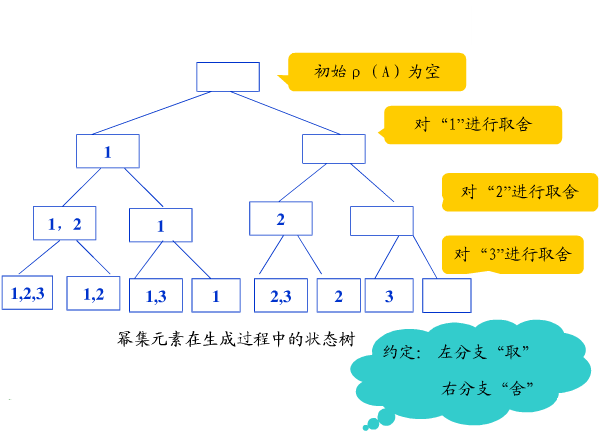 初始ρ（A）为空
对“1”进行取舍
1
对“2”进行取舍
1，2
1
2
对“3”进行取舍
1,2,3
1,2
1,3
1
2,3
2
3
幂集元素在生成过程中的状态树
约定： 左分支“取”
右分支“舍”